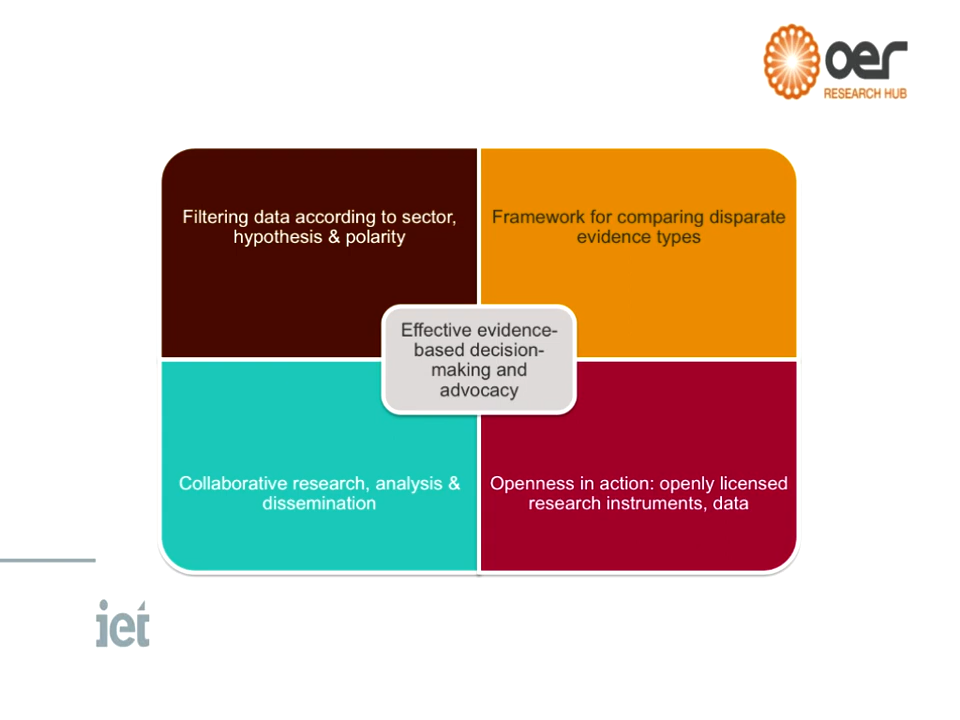 oer
RESEARCH HUB
Filtering data according to sector,
hypothesis & polarity
Framework for comparing disparate
evidence types
Effective evidence-
based decision-
making and
advocacy
Collaborative research, analysis &
dissemination
Openness in action: openly licensed
research instruments, data
iet